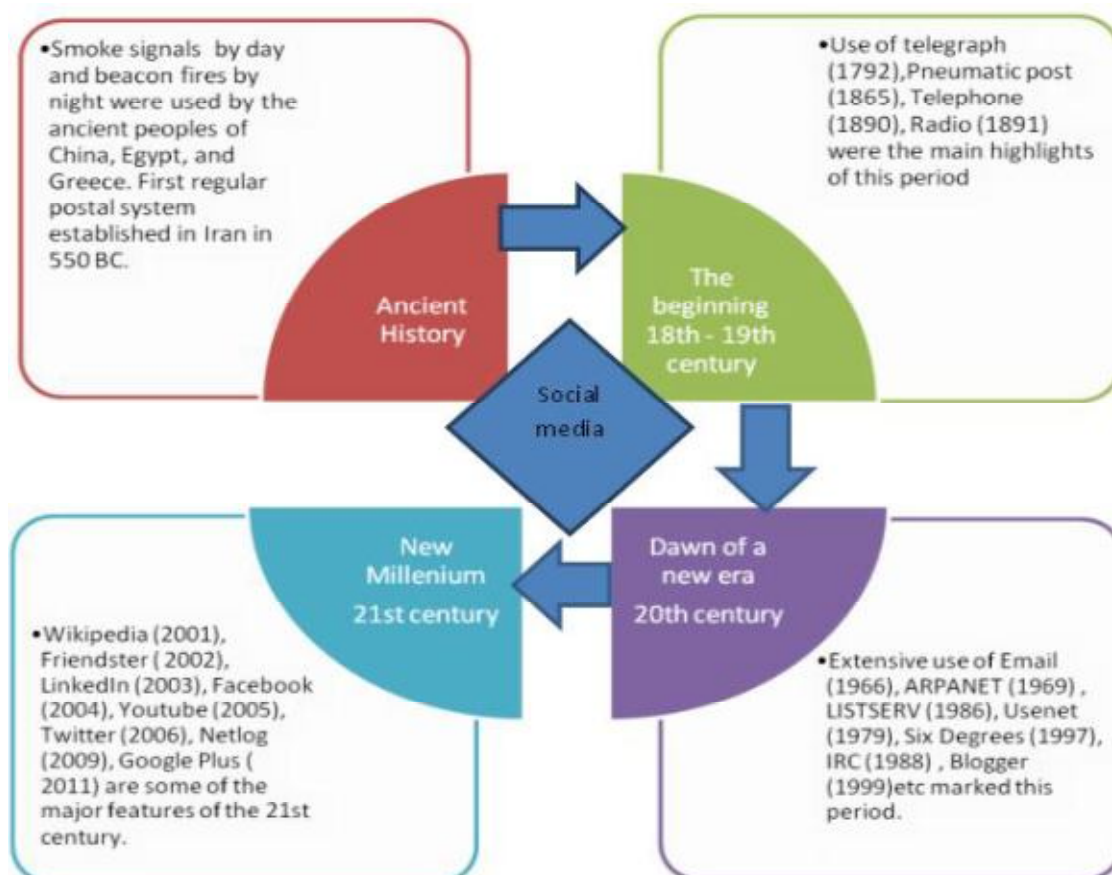 •Smoke signals by day
and beacon fires by
night were used by the
ancient peoples of
China, Egypt, and
Greece. First regular
postal system
established in Iran in
550 BC.
Ancient
History
•Use of telegraph
(1792),Pneumatic post
(1865), Telephone
(1890), Radio (1891)
were the main highlights
of this period
The
beginning
18th - 19th
century
Social
media
New
Millenium
21st century
•Wikipedia (2001),
Friendster ( 2002),
LinkedIn (2003), Facebook
(2004), Youtube (2005),
Twitter (2006), Netlog
(2009), Google Plus (
2011) are some of the
major features of the 21st
century.
Dawn of a
new era
20th century
•Extensive use of Email
(1966), ARPANET (1969) ,
LISTSERV (1986), Usenet
(1979), Six Degrees (1997),
IRC (1988) , Blogger
(1999)etc marked this
period.